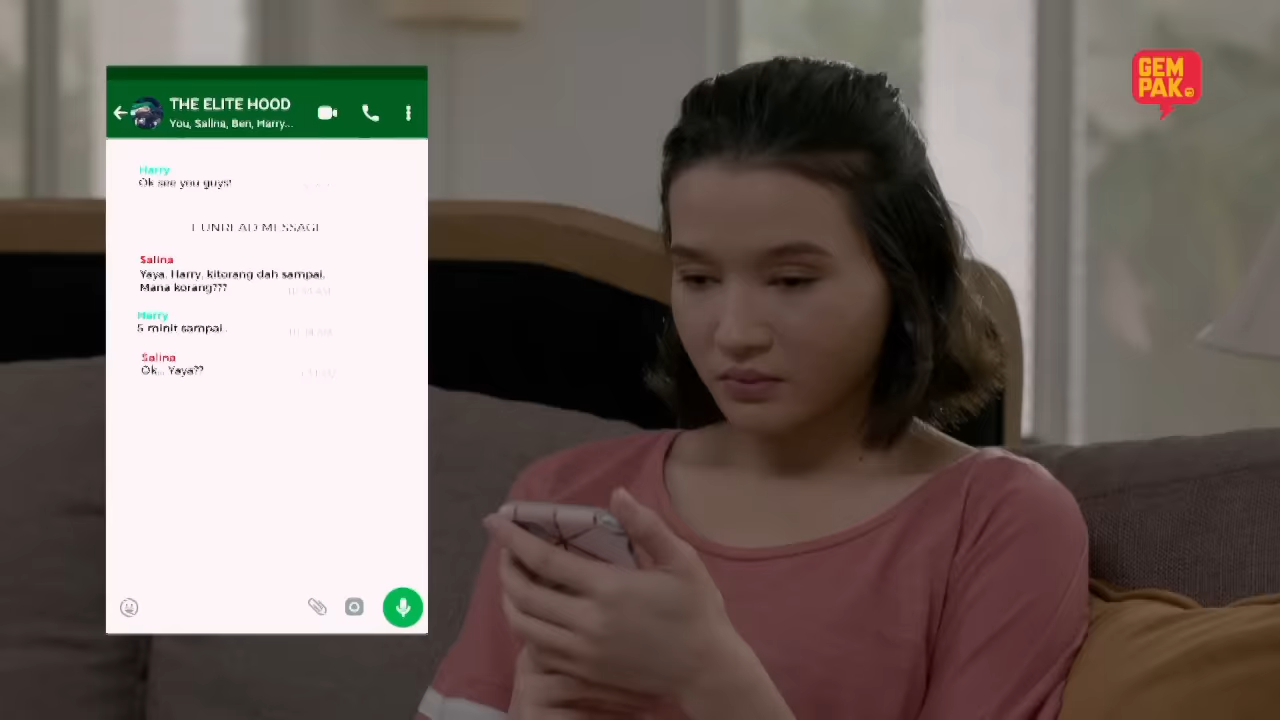 THE ELITE HOOD
You, Salina, Ben, Harry...
Harry
Ok see you guys!
1 UNREAD MESSAGE
Salina
Yaya, Harry, kitorang dah sampai.
Mana korang???
Harry
5 minit sampai..
Salina
Ok... Yaya??
GEM
PAK